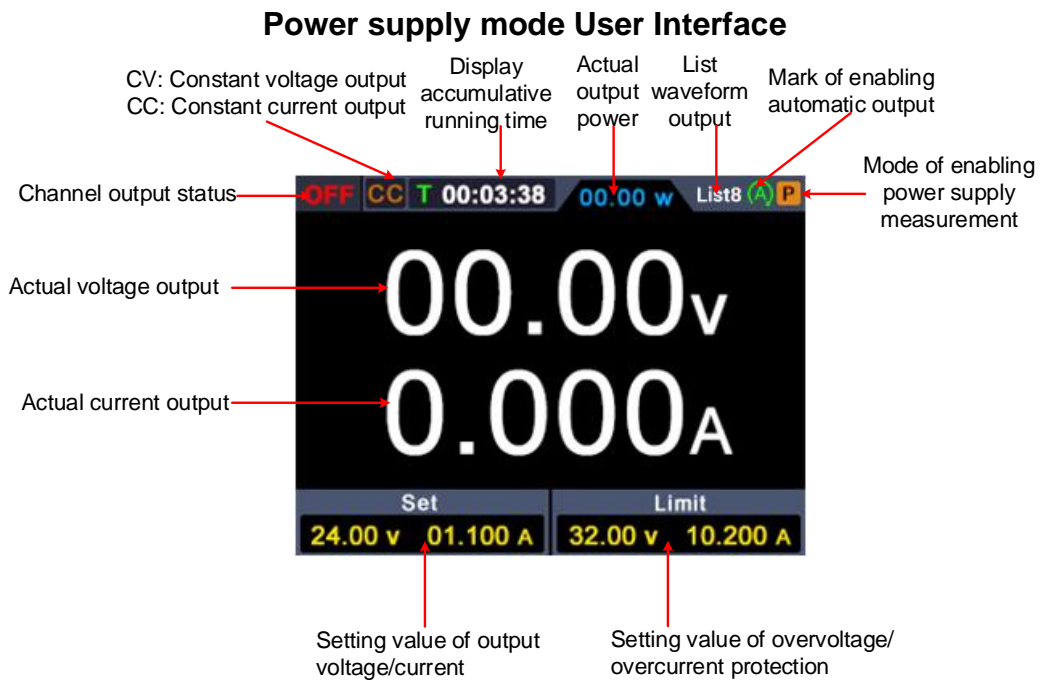 Power supply mode User Interface
CV: Constant voltage output
CC: Constant current output
Display
accumulative
running time
Actual
output
power
List
waveform
output
Mark of enabling
automatic output
Mode of enabling
power supply
measurement
Channel output status
OFF CC T 00:03:38 00.00 W List8 A P
Actual voltage output
00.00v
Actual current output
0.000A
Set
24.00 v 01.100 A
Limit
32.00 v 10.200 A
Setting value of output
voltage/current
Setting value of overvoltage/
overcurrent protection